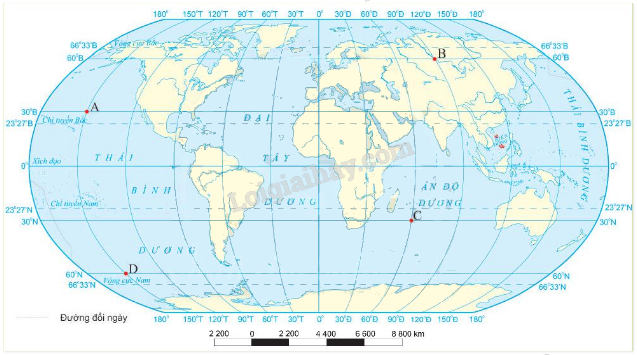 180° 150°T 120°T 90°T 60°T 30°T 0° 30°Đ 60°Đ 90°Đ 120°Đ 150°Đ 180°
66°33'B Vòng cực Bắc 66°33'B
60°B B 60°B
30°B A 30°B
23°27'B Chí tuyến Bắc ĐẠI 23°27'B
THÁI BÌNH DƯƠNG
Xích đạo THÁI TÂY
0° 0°
Loigiaihay.com
BÌNH ẤN ĐỘ
23°27'N Chí tuyến Nam DƯƠNG DƯƠNG 23°27'N
30°N C 30°N
DƯƠNG
60°N D 60°N
66°33'N Vòng cực Nam 66°33'N
180° 150°T 120°T 90°T 60°T 30°T 0° 30°Đ 60°Đ 90°Đ 120°Đ 150°Đ 180°
Đường đổi ngày
2 200 0 2 200 4 400 6 600 8 800 km